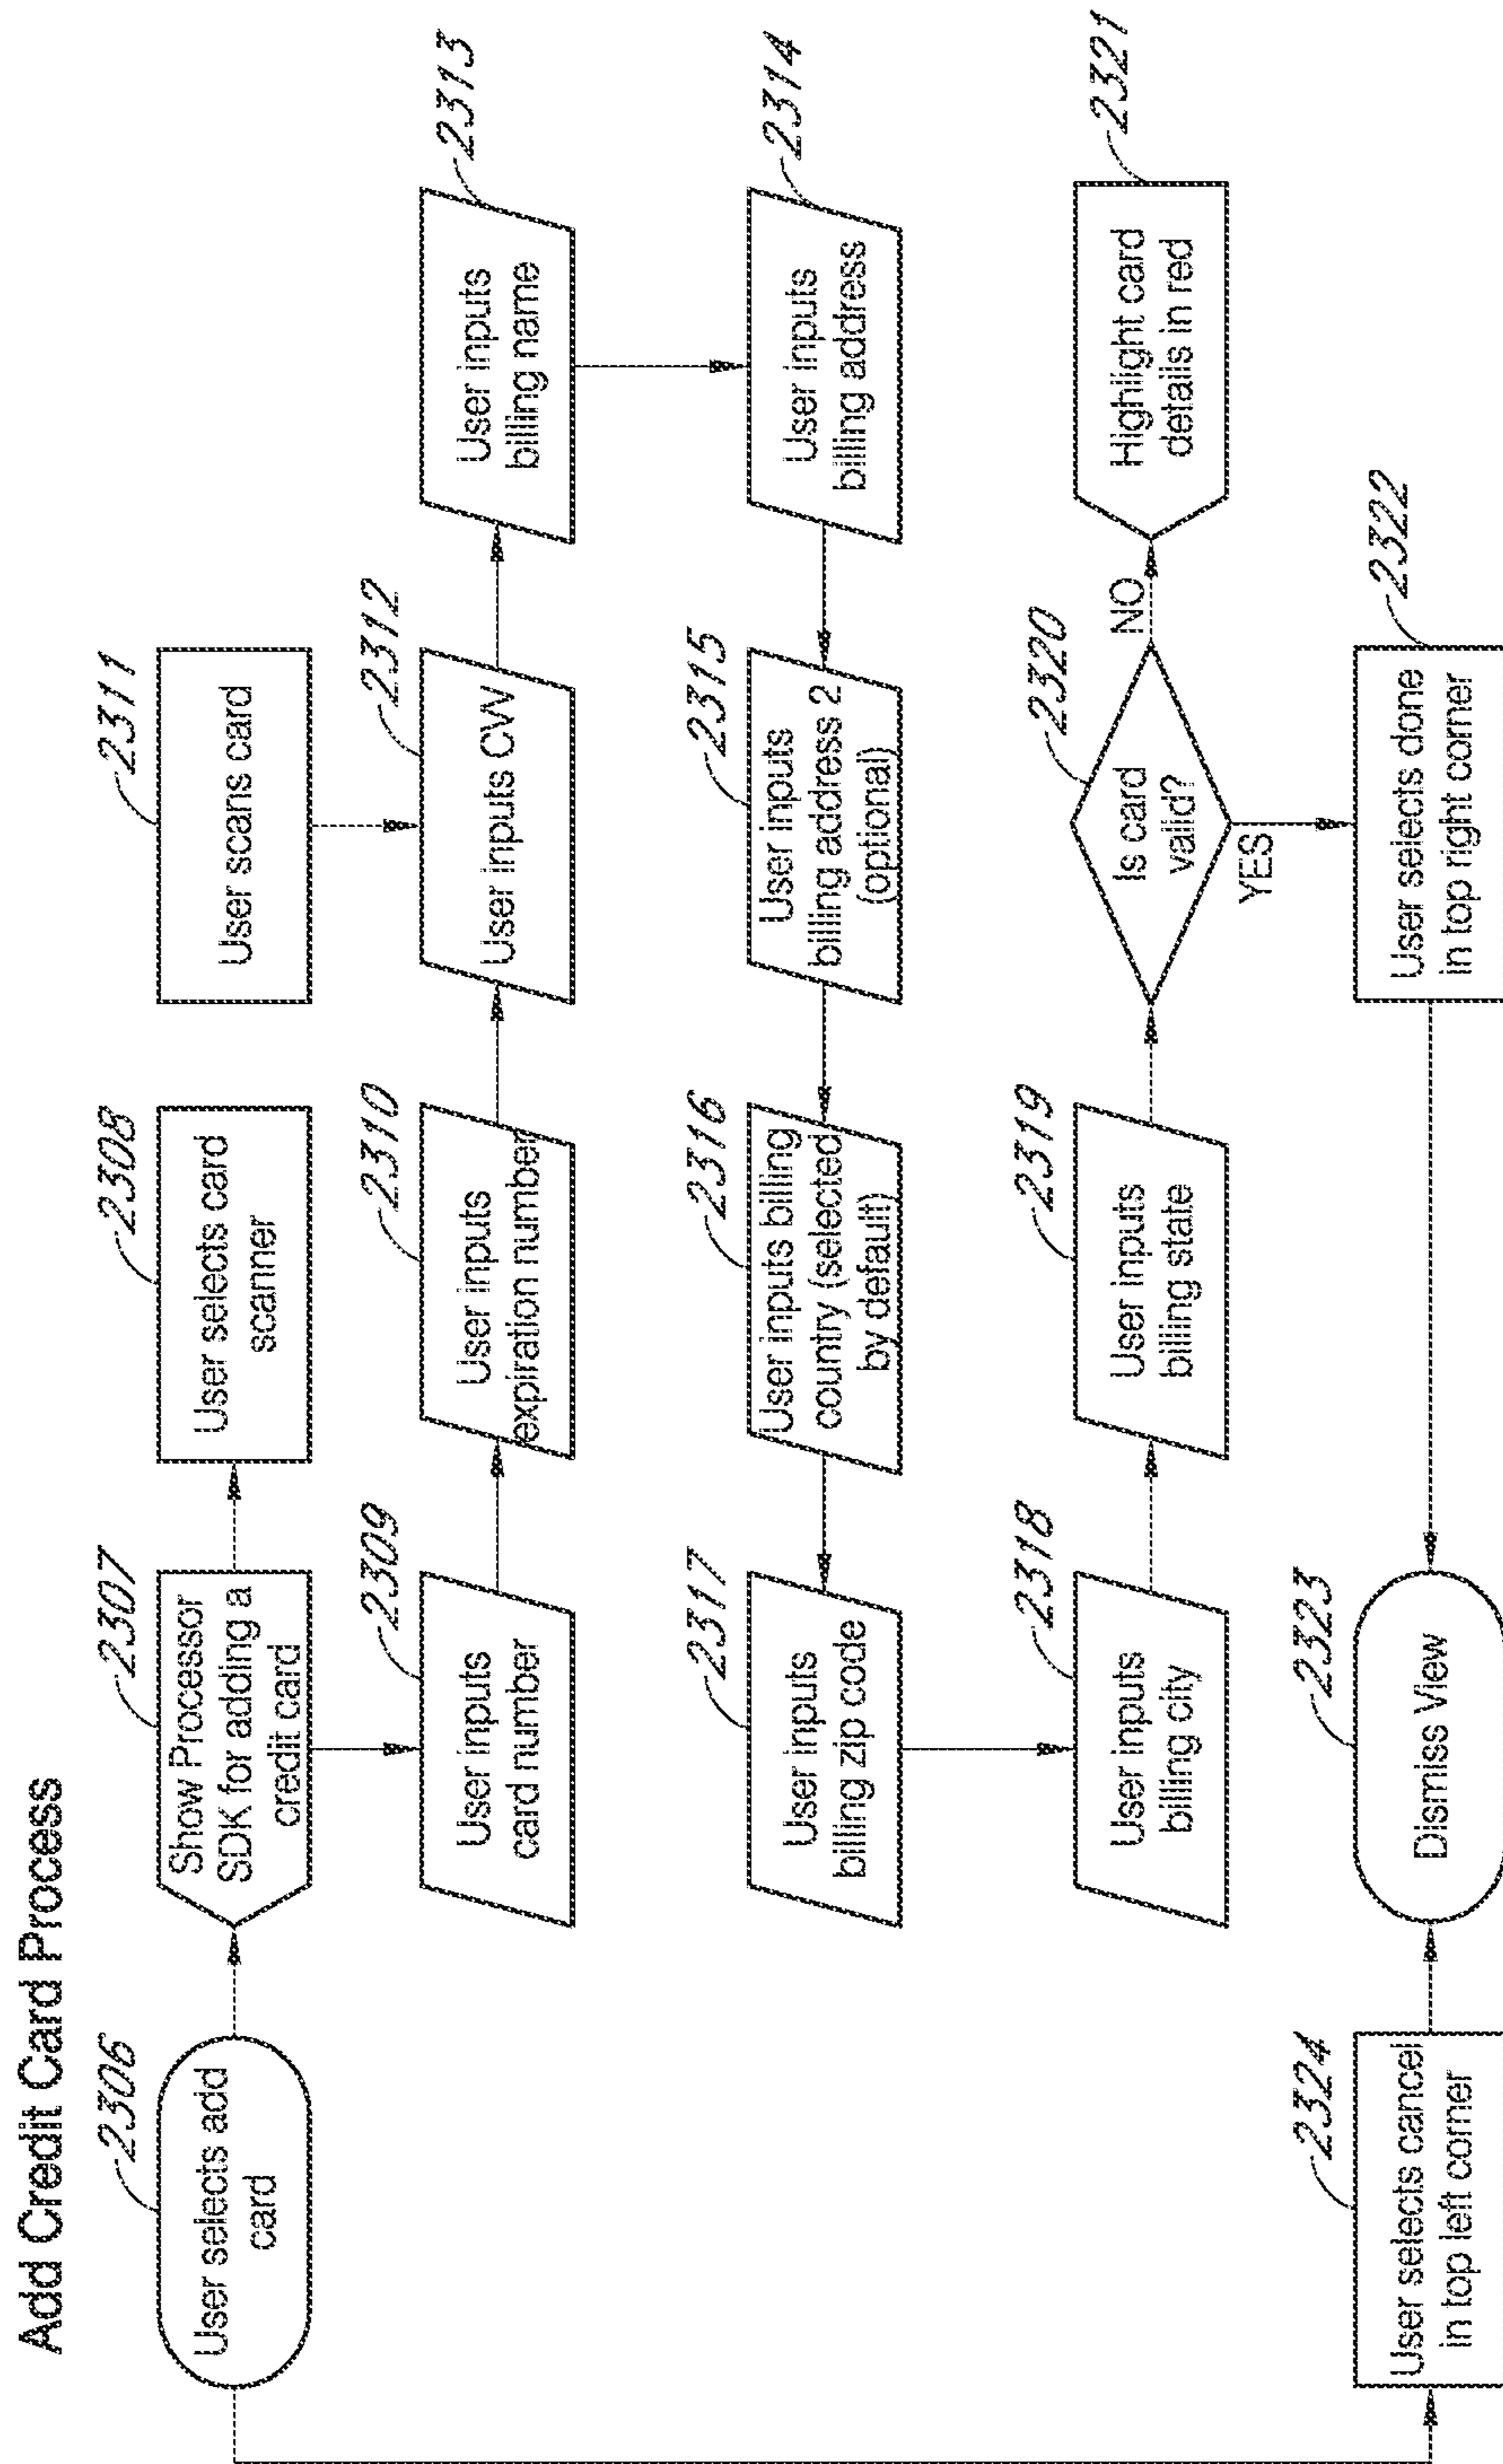 Add Credit Card Process
2306
User selects add
card
2307
Show Processor
SDK for adding a
credit card
2308
User selects card
scanner
2311
User scans card
2309
User inputs
card number
2310
User inputs
expiration number
2312
User inputs CVV
2313
User inputs
billing name
2317
User inputs
billing zip code
2316
User inputs billing
country (selected
by default)
2315
User inputs
billing address 2
(optional)
2314
User inputs
billing address
2318
User inputs
billing city
2319
User inputs
billing state
2320
Is card
valid?
NO
YES
2321
Highlight card
details in red
2324
User selects cancel
in top left corner
2323
Dismiss View
2322
User selects done
in top right corner